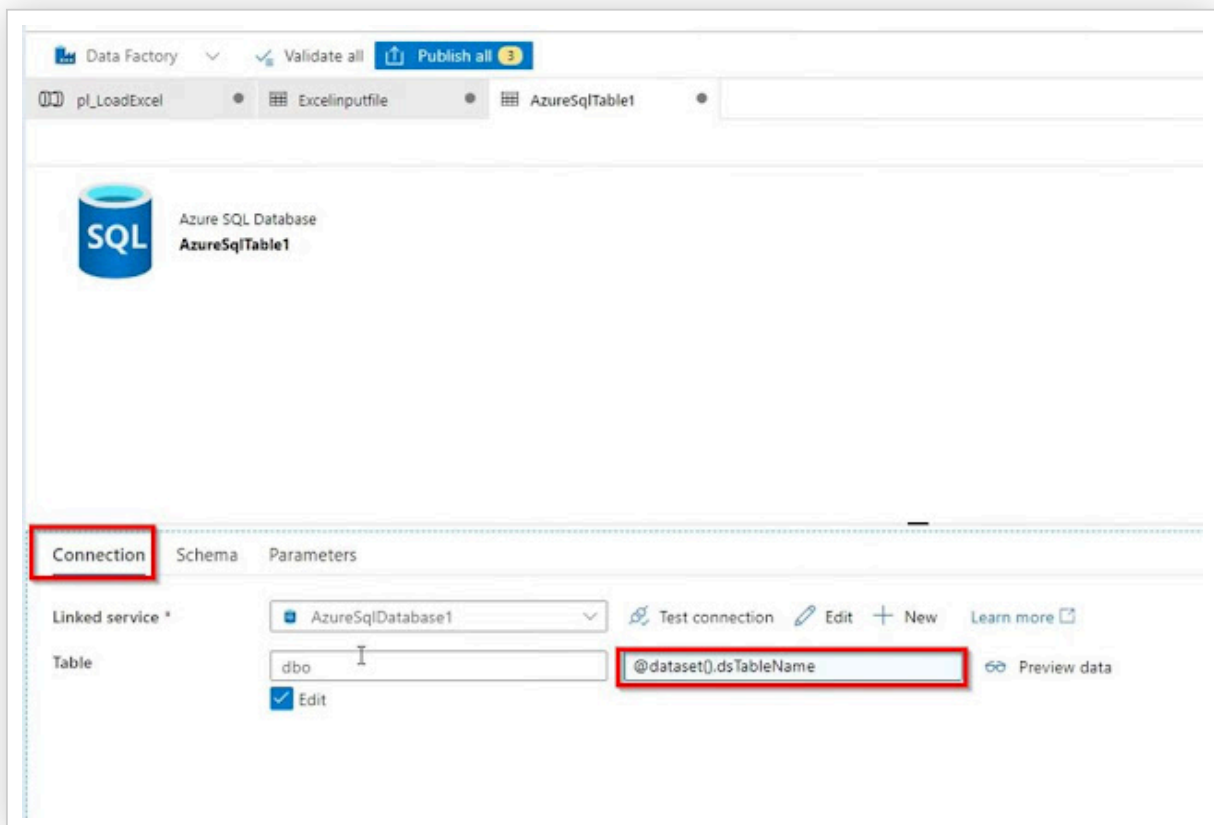 Data Factory Validate all Publish all 3
pl_LoadExcel Excelinputfile AzureSqlTable1
SQL
Azure SQL Database
AzureSqlTable1
Connection Schema Parameters
Linked service * AzureSqlDatabase1 Test connection Edit New Learn more
Table dbo @dataset().dsTableName Preview data
Edit